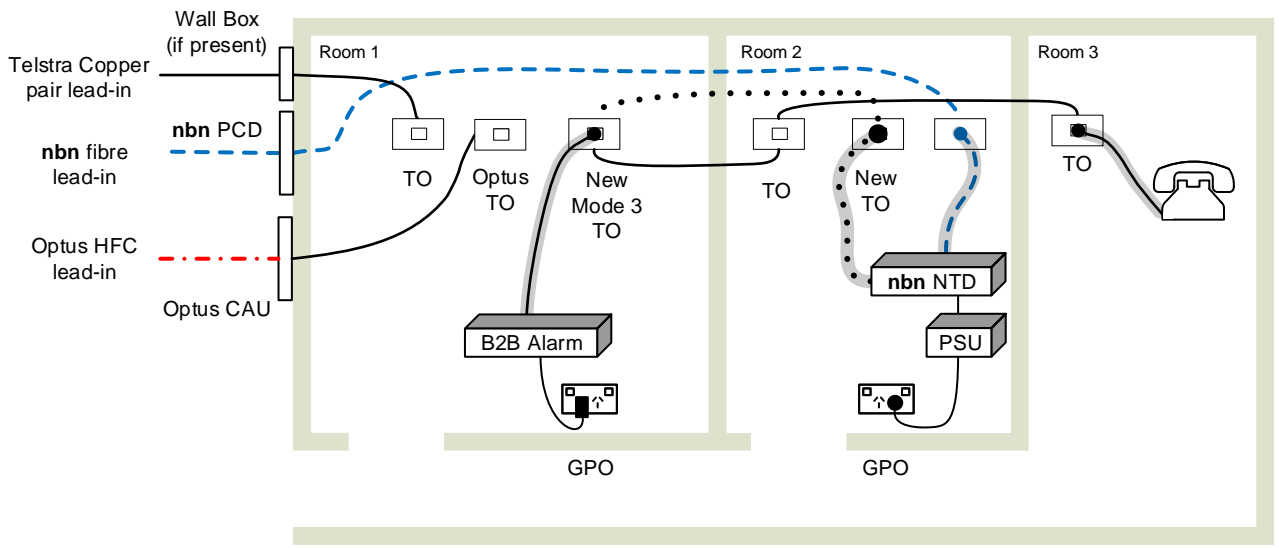 Wall Box
(if present)
Telstra Copper
pair lead-in
nbn PCD
nbn fibre
lead-in
Optus HFC
lead-in
Optus CAU
Room 1
TO
Optus
TO
New
Mode 3
TO
B2B Alarm
GPO
Room 2
TO
New
TO
nbn NTD
PSU
GPO
Room 3
TO